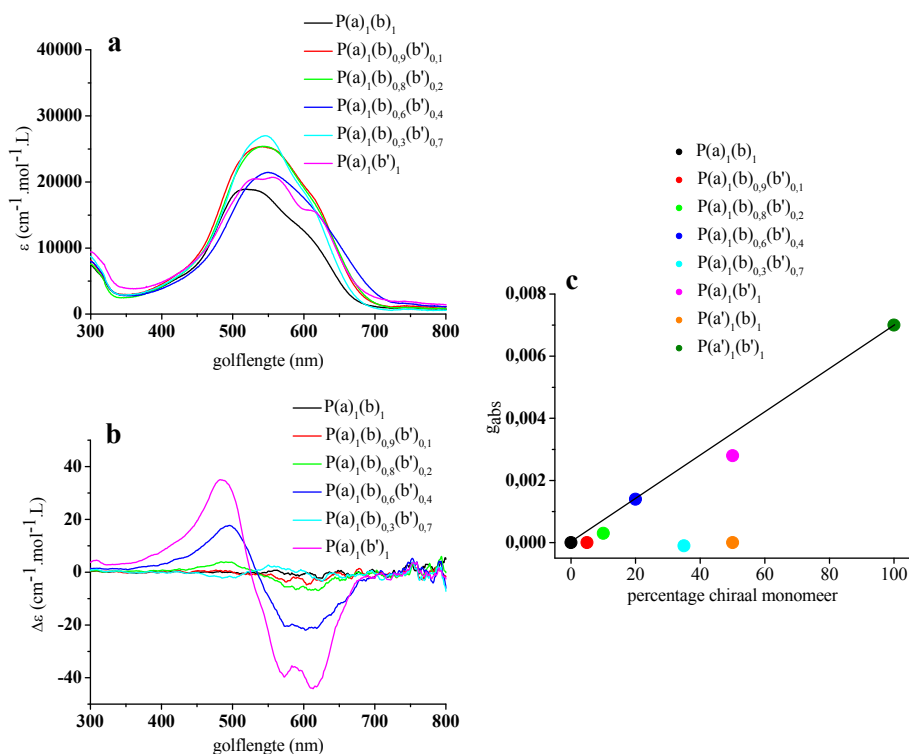 a
P(a)₁(b)₁
P(a)₁(b)₀,₉(b')₀,₁
P(a)₁(b)₀,₈(b')₀,₂
P(a)₁(b)₀,₆(b')₀,₄
P(a)₁(b)₀,₃(b')₀,₇
P(a)₁(b')₁
40000
30000
20000
10000
0
ε (cm⁻¹.mol⁻¹.L)
300 400 500 600 700 800
golflengte (nm)
b
P(a)₁(b)₁
P(a)₁(b)₀,₉(b')₀,₁
P(a)₁(b)₀,₈(b')₀,₂
P(a)₁(b)₀,₆(b')₀,₄
P(a)₁(b)₀,₃(b')₀,₇
P(a)₁(b')₁
40
20
0
-20
-40
Δε (cm⁻¹.mol⁻¹.L)
300 400 500 600 700 800
golflengte (nm)
P(a)₁(b)₁
P(a)₁(b)₀,₉(b')₀,₁
P(a)₁(b)₀,₈(b')₀,₂
P(a)₁(b)₀,₆(b')₀,₄
P(a)₁(b)₀,₃(b')₀,₇
P(a)₁(b')₁
P(a')₁(b)₁
P(a')₁(b')₁
c
0,008
0,006
0,004
0,002
0,000
gabs
0 20 40 60 80 100
percentage chiraal monomeer